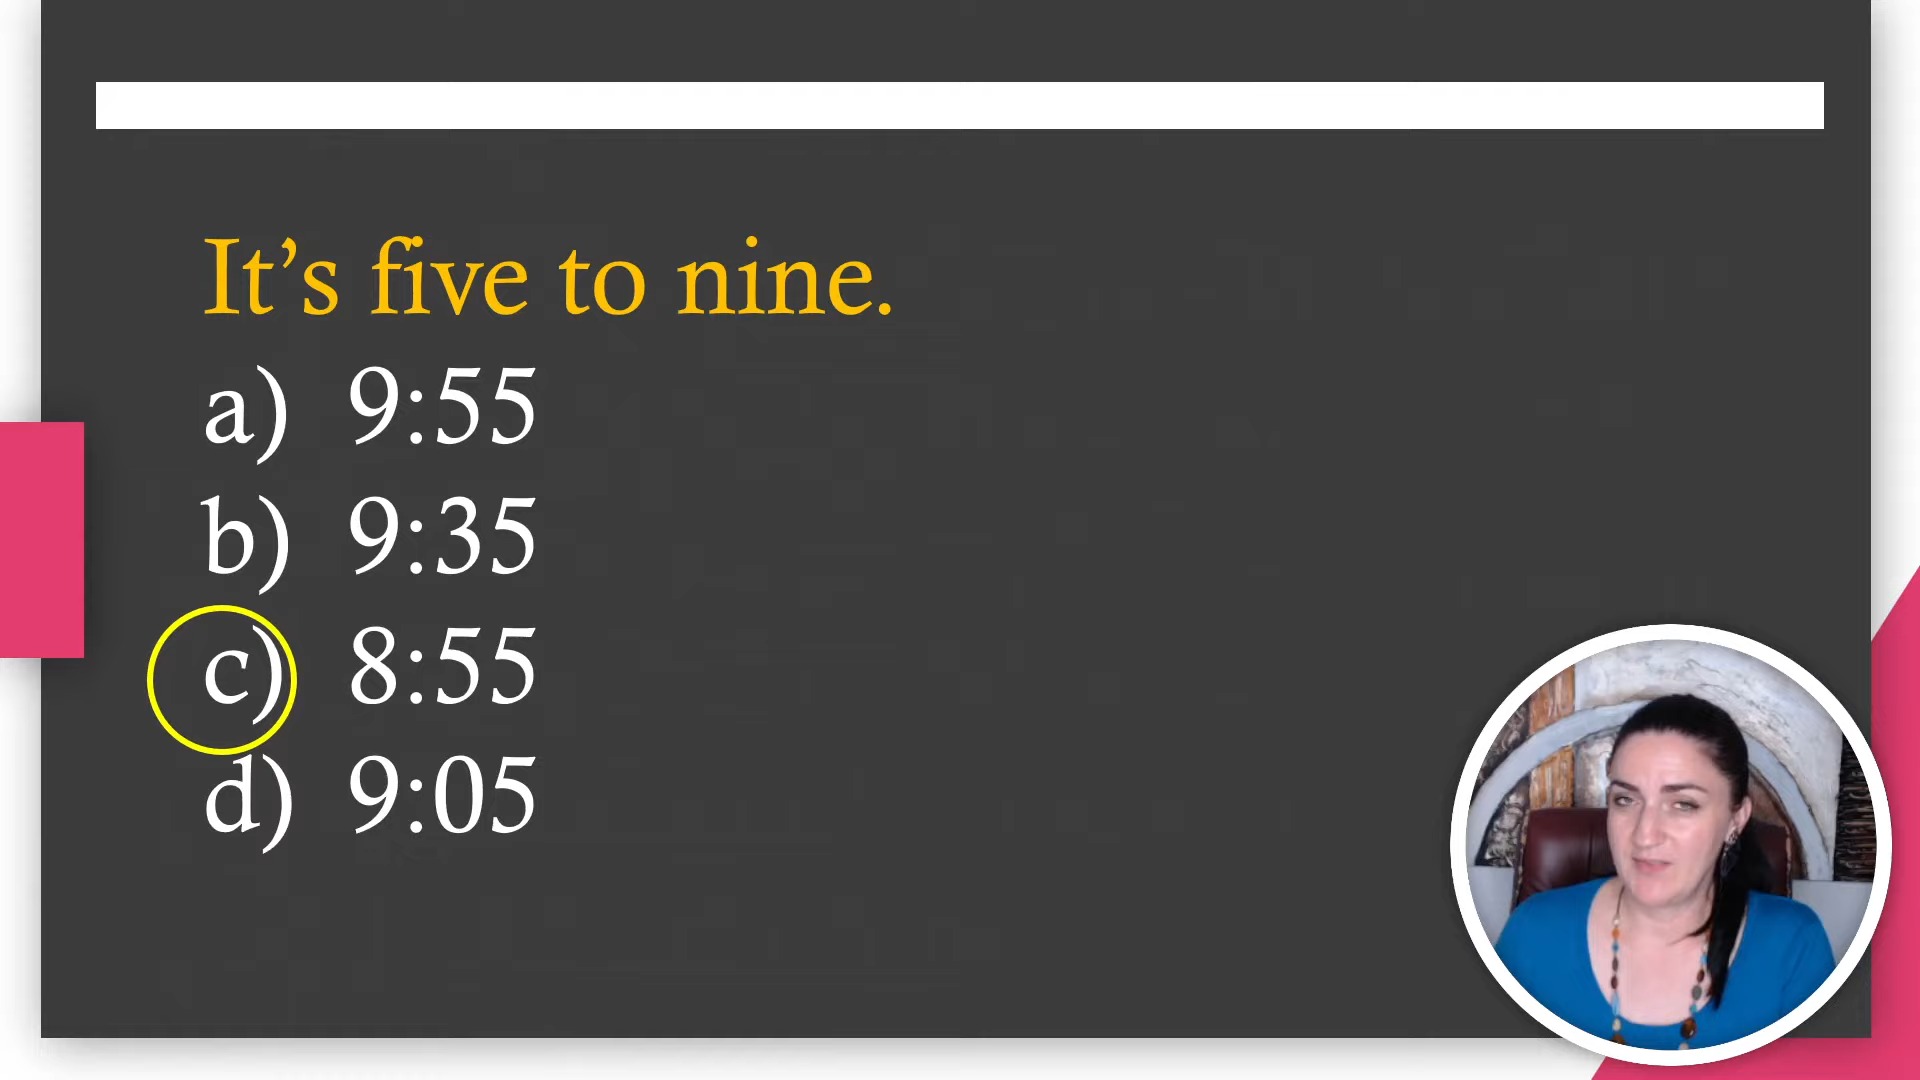 It’s five to nine.
a) 9:55
b) 9:35
c) 8:55
d) 9:05